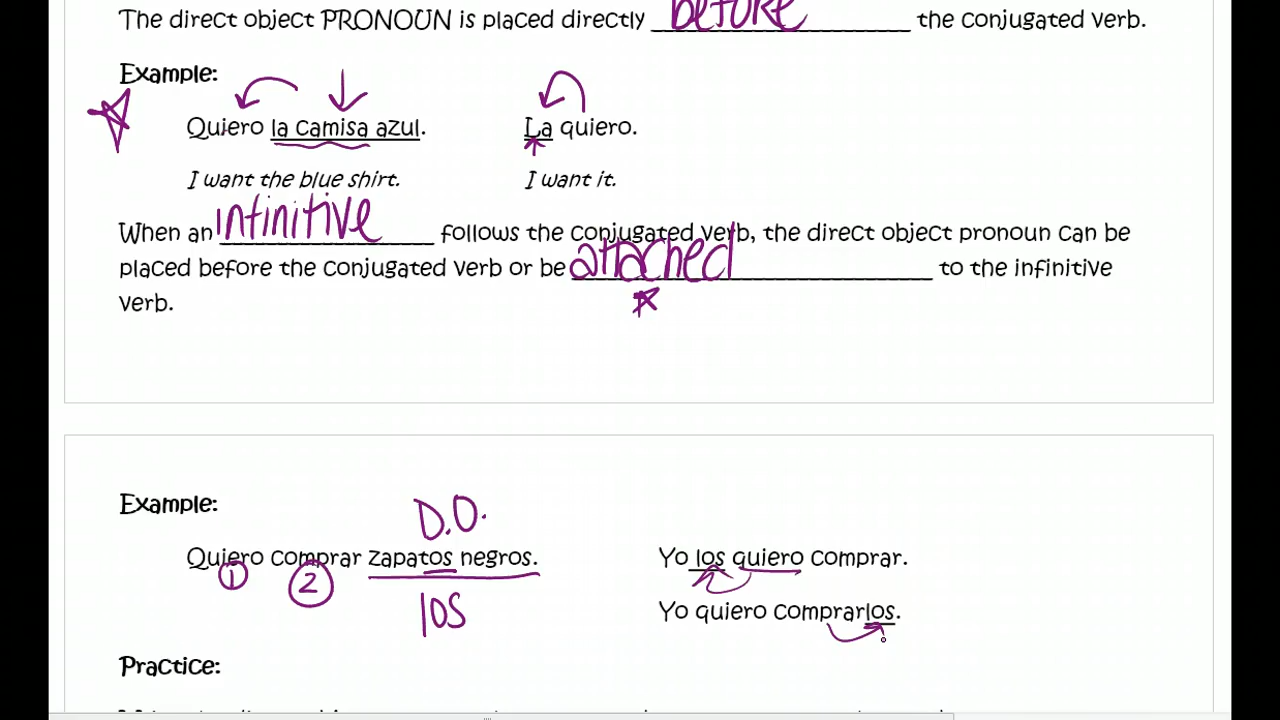 The direct object PRONOUN is placed directly before the conjugated verb.
Example:
Quiero la camisa azul. La quiero.
I want the blue shirt. I want it.
When an infinitive follows the conjugated verb, the direct object pronoun can be
placed before the conjugated verb or be attached to the infinitive
verb.
Example:
D.O.
Quiero comprar zapatos negros. Yo los quiero comprar.
1 2 los
Yo quiero comprarlos.
Practice: